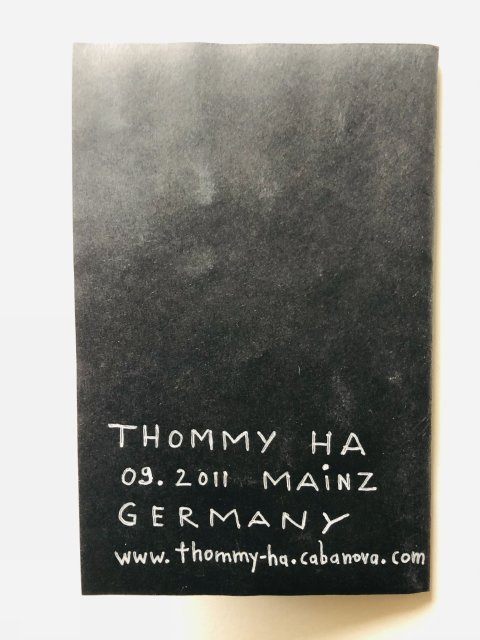 THOMMY HA
09.2011 MAiNZ
GERMANY
www.thommy-ha.cabanova.com